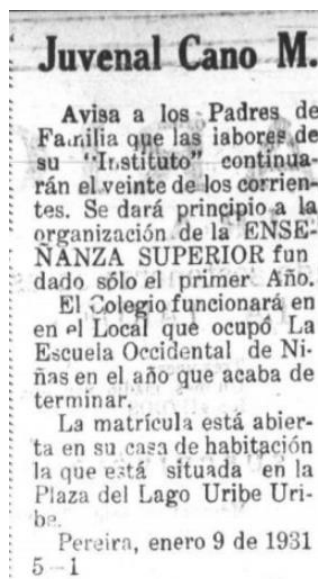 Juvenal Cano M.
Avisa a los Padres de
Familia que las labores de
su "Instituto" continua-
rán el veinte de los corrien-
tes. Se dará principio a la
organización de la ENSE-
ÑANZA SUPERIOR fun
dado sólo el primer Año.
El Colegio funcionará en
en el Local que ocupó La
Escuela Occidental de Ni-
ñas en el año que acaba de
terminar.
La matrícula está abier-
ta en su casa de habitación
la que está situada en la
Plaza del Lago Uribe Uri-
be.
Pereira, enero 9 de 1931
5-1